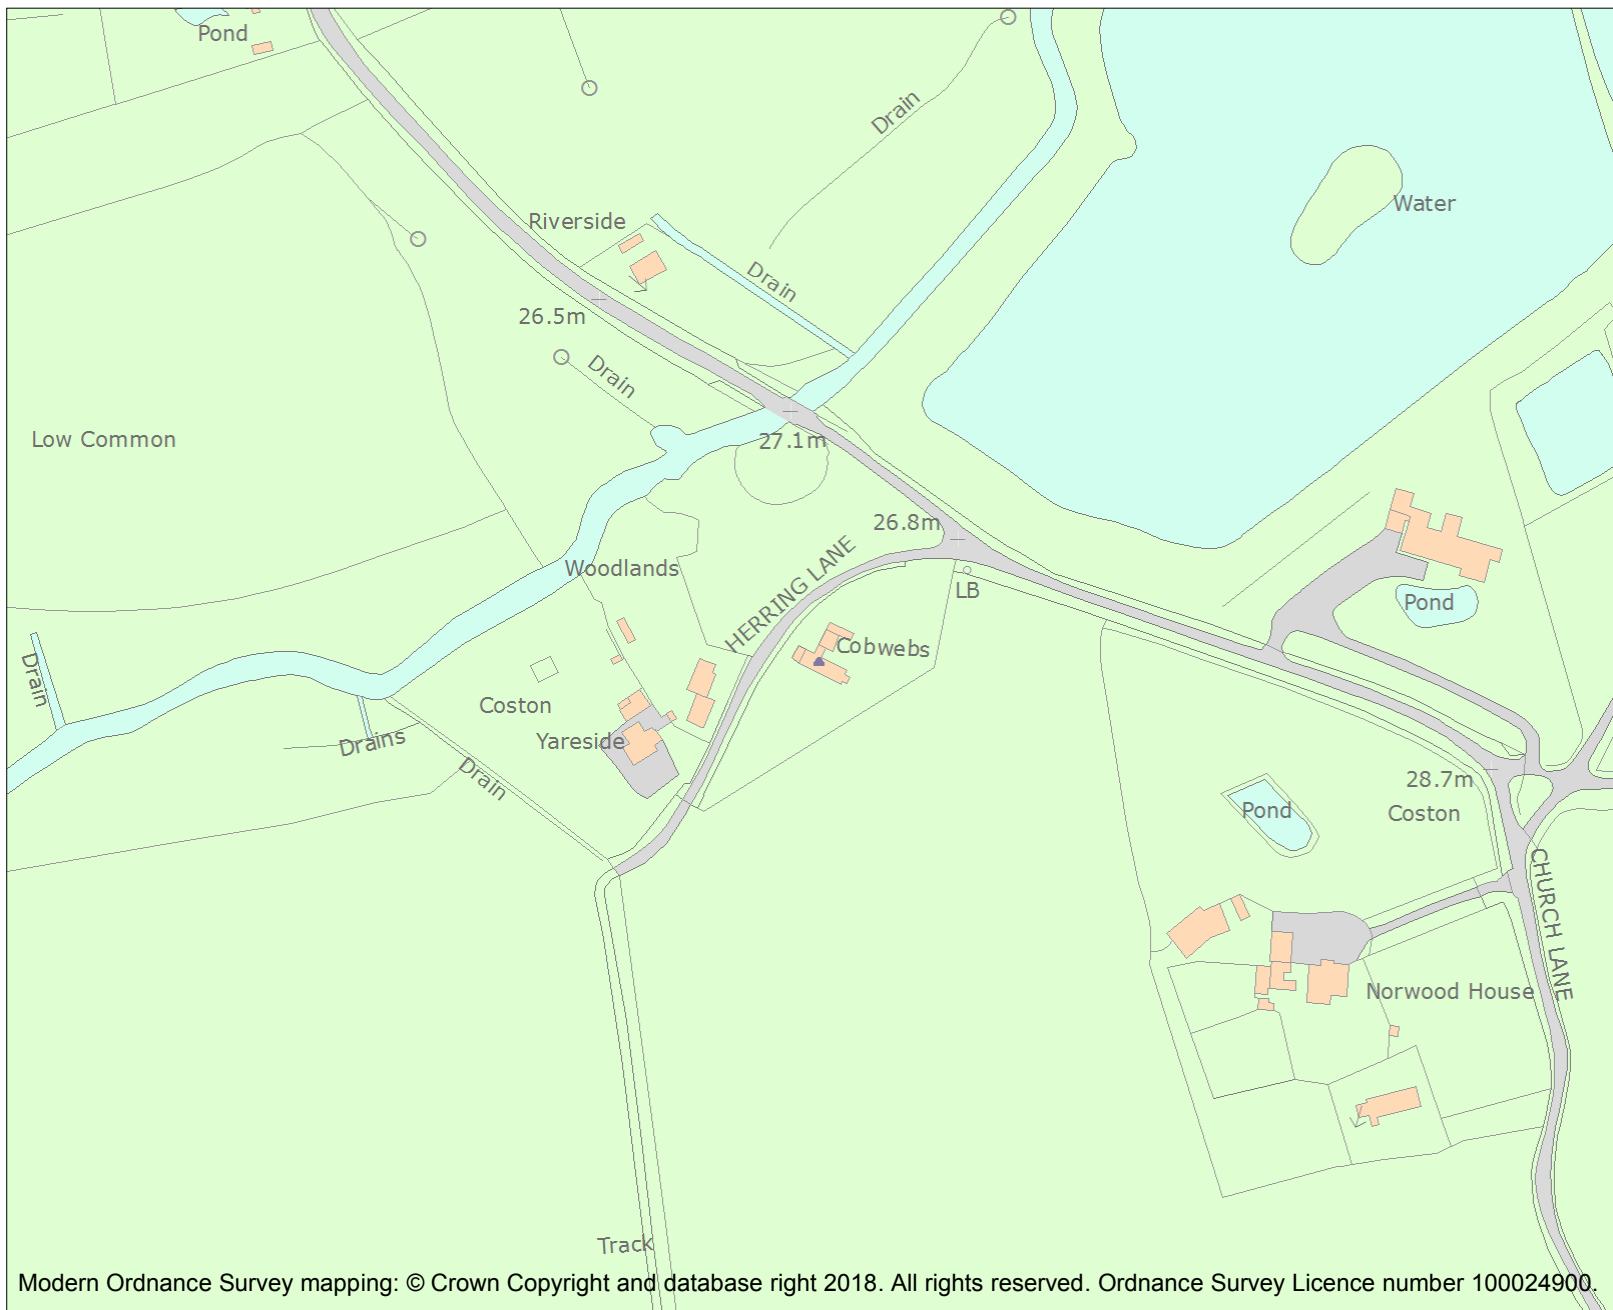 Pond
Drain
Water
Riverside
Drain
26.5m
Drain
Low Common
27.1m
26.8m
HERRING LANE
Woodlands
LB
Pond
Cobwebs
Drain
Coston
Yareside
Drains
Drain
28.7m
Pond
Coston
CHURCH LANE
Norwood House
Track
Modern Ordnance Survey mapping: © Crown Copyright and database right 2018. All rights reserved. Ordnance Survey Licence number 100024900.